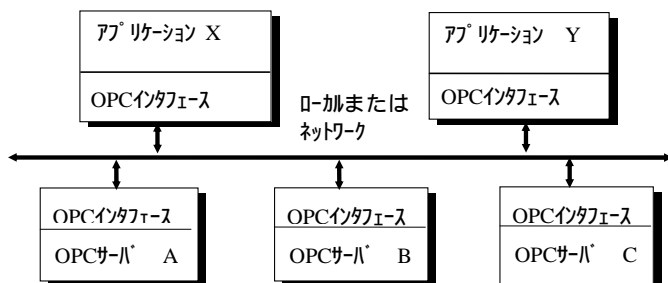 ｱﾌﾟﾘｹｰｼｮﾝ X
OPCｲﾝﾀﾌｪｰｽ
ﾛｰｶﾙまたは
ﾈｯﾄﾜｰｸ
ｱﾌﾟﾘｹｰｼｮﾝ Y
OPCｲﾝﾀﾌｪｰｽ
OPCｲﾝﾀﾌｪｰｽ
OPCｻｰﾊﾞ A
OPCｲﾝﾀﾌｪｰｽ
OPCｻｰﾊﾞ B
OPCｲﾝﾀﾌｪｰｽ
OPCｻｰﾊﾞ C